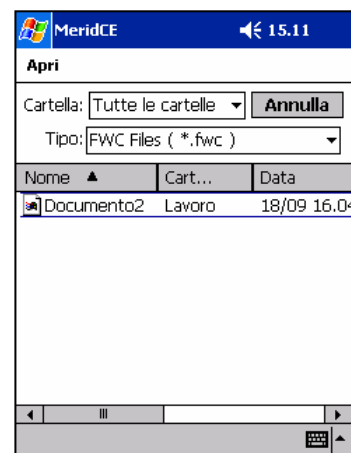 MeridCE 15.11
Apri
Cartella: Tutte le cartelle Annulla
Tipo: FWC Files ( *.fwc )
Nome Cart... Data
Documento2 Lavoro 18/09 16.04